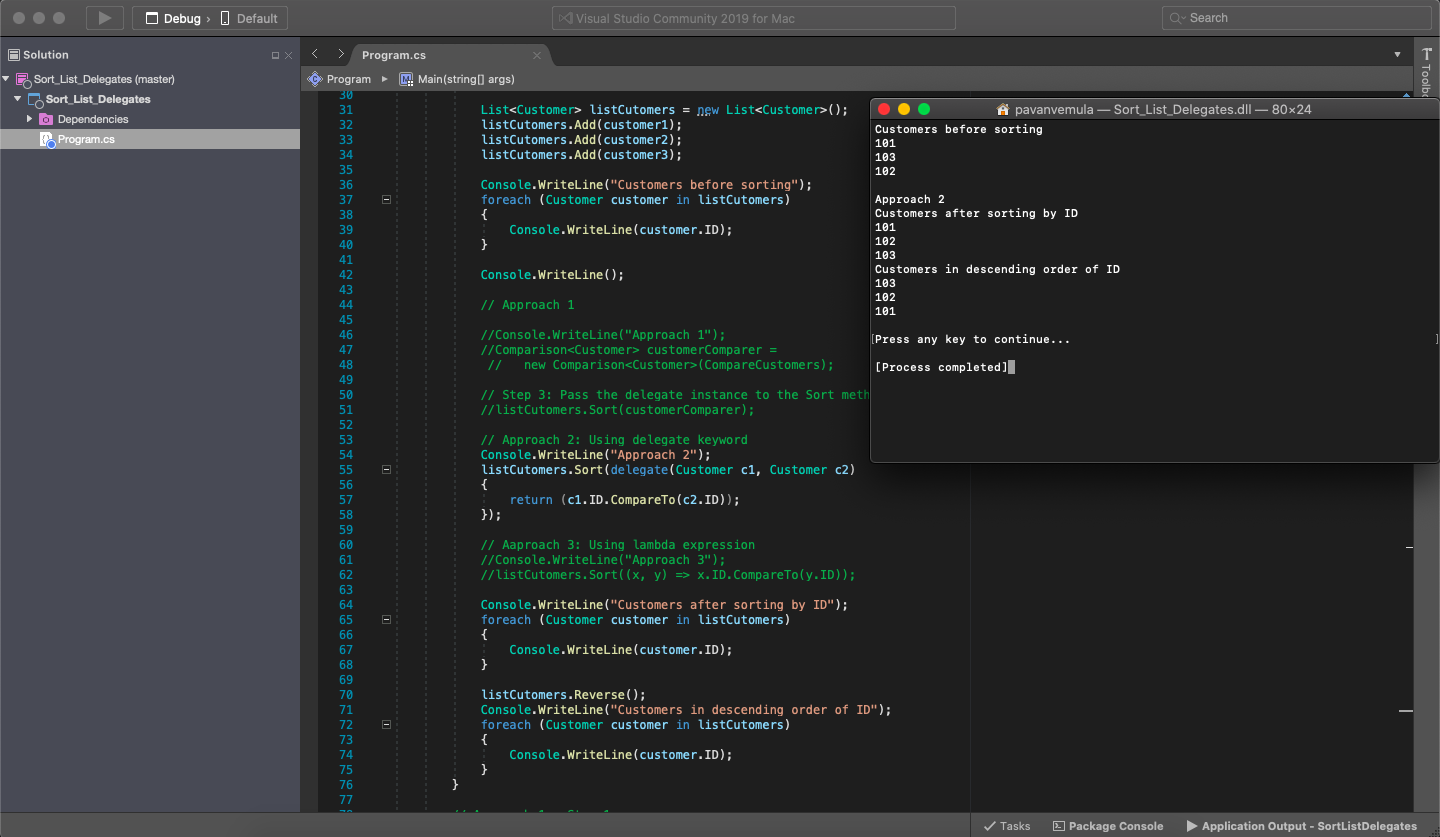 Debug › Default
Visual Studio Community 2019 for Mac
Search
Solution
Sort_List_Delegates (master)
Sort_List_Delegates
Dependencies
Program.cs
Program.cs
Program ▸ Main(string[] args)
30
31 List<Customer> listCutomers = new List<Customer>();
32 listCutomers.Add(customer1);
33 listCutomers.Add(customer2);
34 listCutomers.Add(customer3);
35
36 Console.WriteLine("Customers before sorting");
37 foreach (Customer customer in listCutomers)
38 {
39 Console.WriteLine(customer.ID);
40 }
41
42 Console.WriteLine();
43
44 // Approach 1
45
46 //Console.WriteLine("Approach 1");
47 //Comparison<Customer> customerComparer =
48 // new Comparison<Customer>(CompareCustomers);
49
50 // Step 3: Pass the delegate instance to the Sort meth
51 //listCutomers.Sort(customerComparer);
52
53 // Approach 2: Using delegate keyword
54 Console.WriteLine("Approach 2");
55 listCutomers.Sort(delegate(Customer c1, Customer c2)
56 {
57 return (c1.ID.CompareTo(c2.ID));
58 });
59
60 // Aaproach 3: Using lambda expression
61 //Console.WriteLine("Approach 3");
62 //listCutomers.Sort((x, y) => x.ID.CompareTo(y.ID));
63
64 Console.WriteLine("Customers after sorting by ID");
65 foreach (Customer customer in listCutomers)
66 {
67 Console.WriteLine(customer.ID);
68 }
69
70 listCutomers.Reverse();
71 Console.WriteLine("Customers in descending order of ID");
72 foreach (Customer customer in listCutomers)
73 {
74 Console.WriteLine(customer.ID);
75 }
76 }
77
pavanvemula — Sort_List_Delegates.dll — 80×24
Customers before sorting
101
103
102
Approach 2
Customers after sorting by ID
101
102
103
Customers in descending order of ID
103
102
101
[Press any key to continue... ]
[Process completed]
Toolbo
Tasks
Package Console
Application Output - SortListDelegates